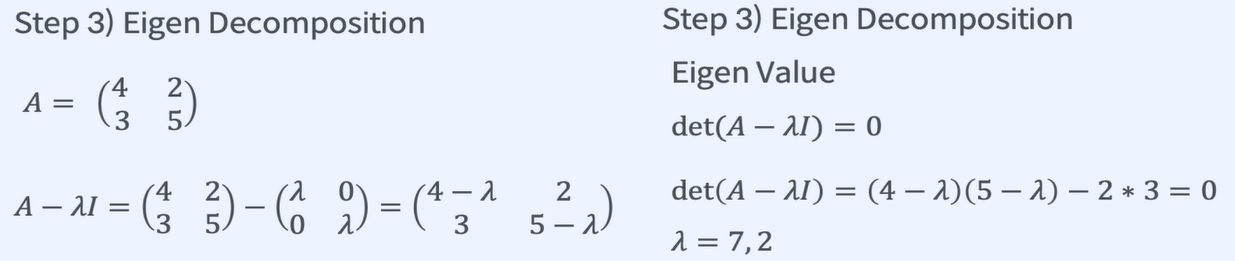 Step 3) Eigen Decomposition
A = (4 2
3 5)
A − λI = (4 2
3 5) − (λ 0
0 λ) = (4 − λ 2
3 5 − λ)
Step 3) Eigen Decomposition
Eigen Value
det(A − λI) = 0
det(A − λI) = (4 − λ)(5 − λ) − 2 * 3 = 0
λ = 7, 2